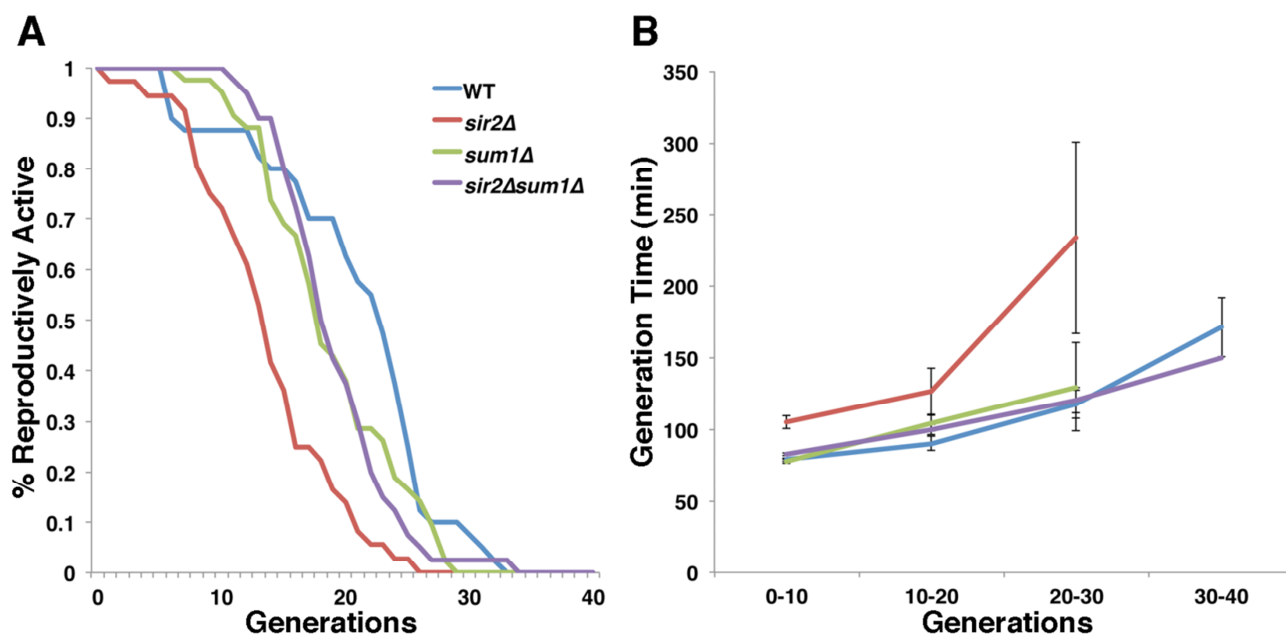 A
% Reproductively Active
1
0.9
0.8
0.7
0.6
0.5
0.4
0.3
0.2
0.1
0
0 10 20 30 40
Generations
WT
sir2Δ
sum1Δ
sir2Δsum1Δ
B
Generation Time (min)
350
300
250
200
150
100
50
0
0-10 10-20 20-30 30-40
Generations